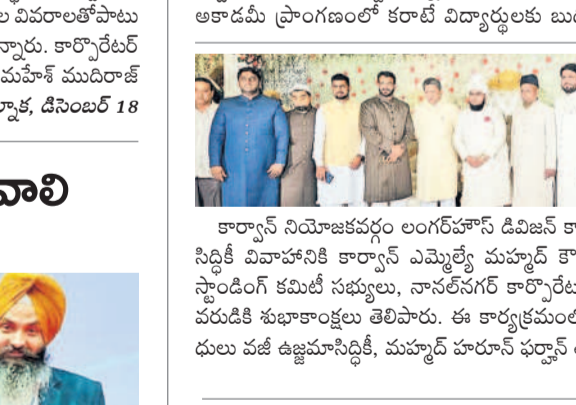 ల వివరాలతోపాటు
న్నారు. కార్పొరేటర్
మహేశ్ ముదిరాజ్
డిసెంబర్ 18
వాలి
అకాడమీ ప్రాంగణంలో కరాటే విద్యార్థులకు
కార్వాన్ నియోజకవర్గం లంగర్‌హౌస్ డివిజన్ కా
సిద్ధికీ వివాహానికి కార్వాన్ ఎమ్మెల్యే మహ్మద్ కౌ
స్టాండింగ్ కమిటీ సభ్యులు, నానల్‌నగర్ కార్పొరేట
వరుడికి శుభాకాంక్షలు తెలిపారు. ఈ కార్యక్రమంల
ధులు వజీ ఉజ్జమాసిద్ధికీ, మహ్మద్ హరూన్ ఫర్హాన్